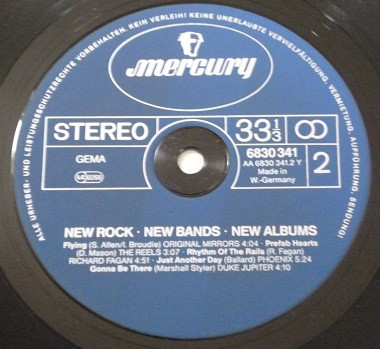 ALLE URHEBER- UND LEISTUNGSSCHUTZRECHTE VORBEHALTEN. KEIN VERLEIH! KEINE UNERLAUBTE VERVIELFÄLTIGUNG, VERMIETUNG, AUFFÜHRUNG, SENDUNG!
mercury
STEREO 33 1/3
GEMA 6830 341
AA 6830 341.2 Y
Made in
W.-Germany 2
NEW ROCK · NEW BANDS · NEW ALBUMS
Flying (S. Allen/I. Broudie) ORIGINAL MIRRORS 4:04 · Prefab Hearts
(D. Mason) THE REELS 3:07 · Rhythm Of The Rails (R. Fagan)
RICHARD FAGAN 4:51 · Just Another Day (Ballard) PHOENIX 5:24
Gonna Be There (Marshall Styler) DUKE JUPITER 4:10